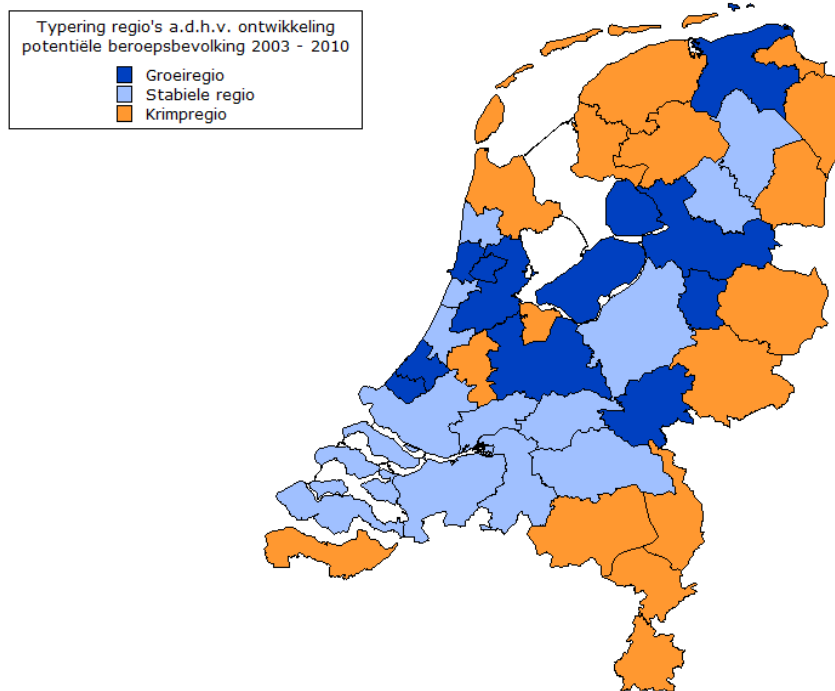 Typering regio's a.d.h.v. ontwikkeling
potentiële beroepsbevolking 2003 - 2010
Groeiregio
Stabiele regio
Krimpregio